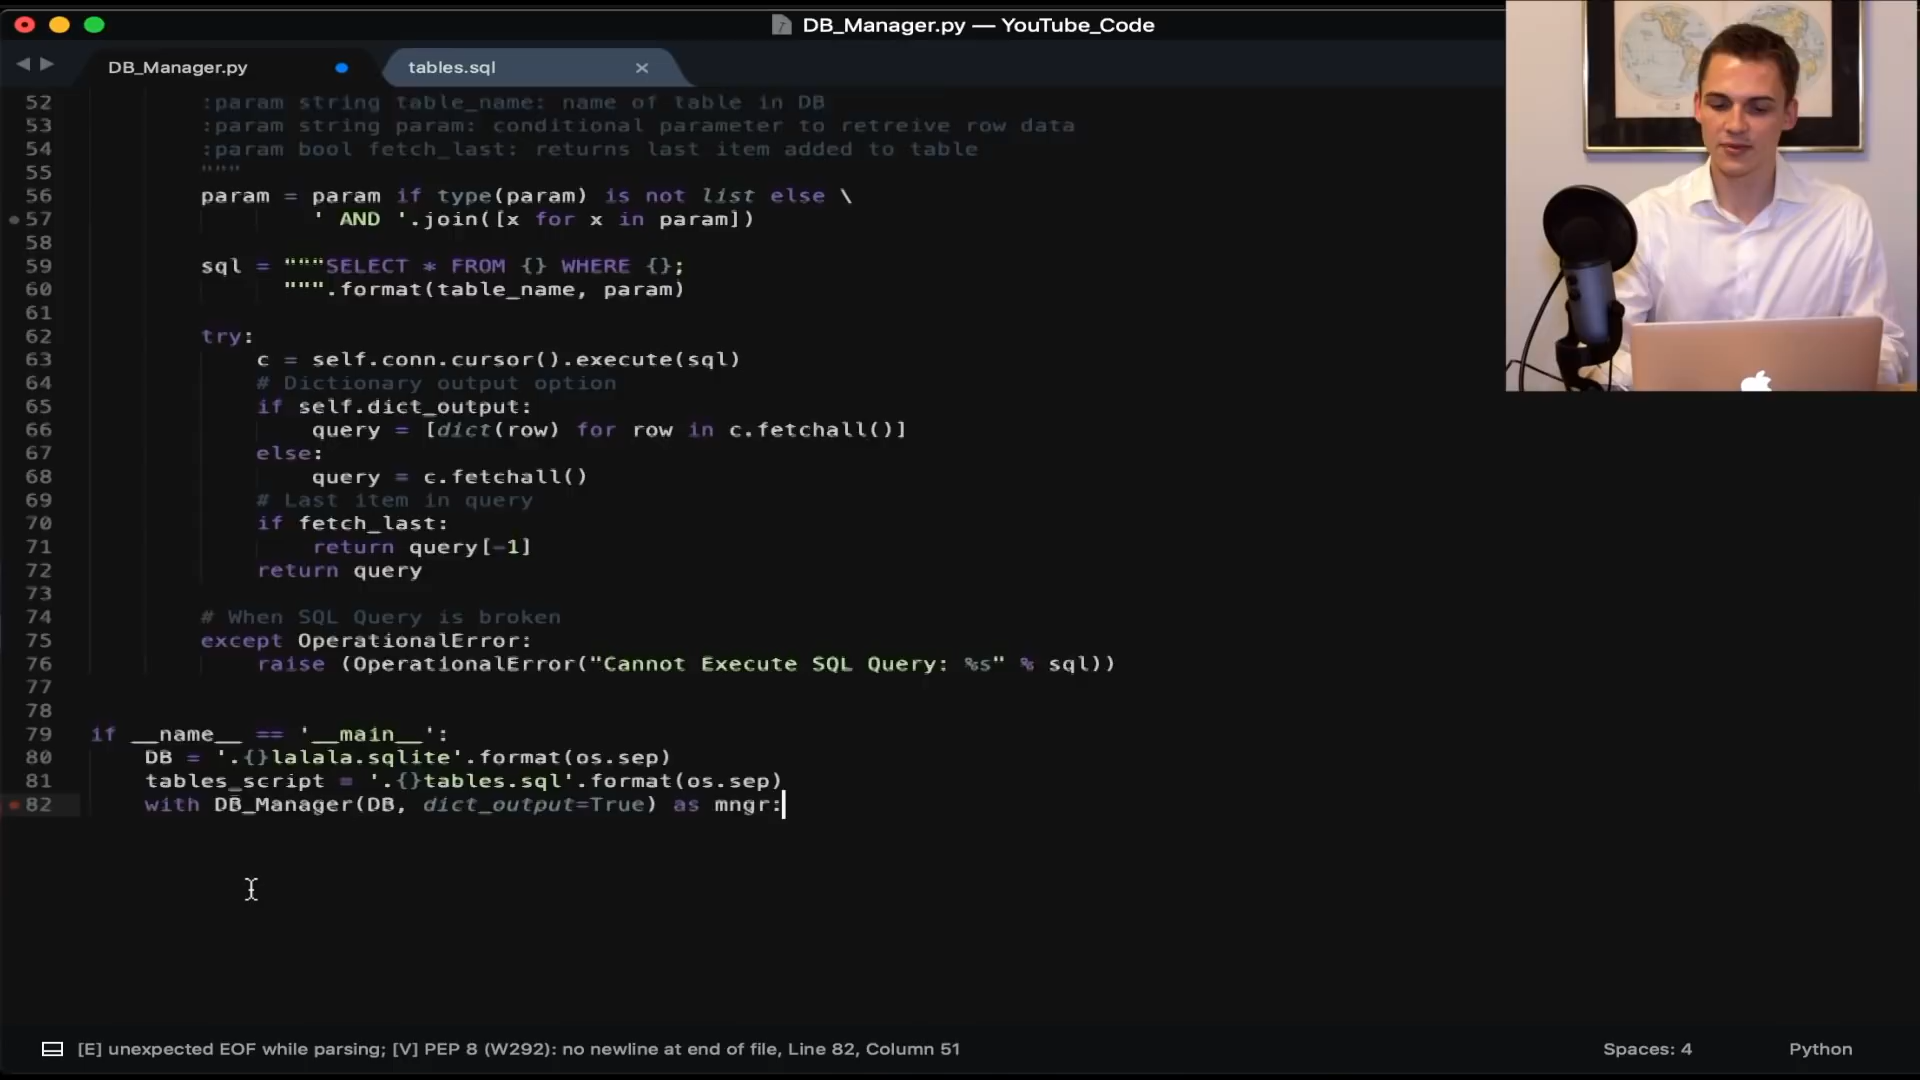 DB_Manager.py — YouTube_Code
DB_Manager.py
tables.sql
52 :param string table_name: name of table in DB
53 :param string param: conditional parameter to retreive row data
54 :param bool fetch_last: returns last item added to table
55 """
56 param = param if type(param) is not list else \
57 ' AND '.join([x for x in param])
58
59 sql = """SELECT * FROM {} WHERE {};
60 """.format(table_name, param)
61
62 try:
63 c = self.conn.cursor().execute(sql)
64 # Dictionary output option
65 if self.dict_output:
66 query = [dict(row) for row in c.fetchall()]
67 else:
68 query = c.fetchall()
69 # Last item in query
70 if fetch_last:
71 return query[-1]
72 return query
73
74 # When SQL Query is broken
75 except OperationalError:
76 raise (OperationalError("Cannot Execute SQL Query: %s" % sql))
77
78
79 if __name__ == '__main__':
80 DB = '.{}lalala.sqlite'.format(os.sep)
81 tables_script = '.{}tables.sql'.format(os.sep)
82 with DB_Manager(DB, dict_output=True) as mngr:
[E] unexpected EOF while parsing; [V] PEP 8 (W292): no newline at end of file, Line 82, Column 51
Spaces: 4
Python